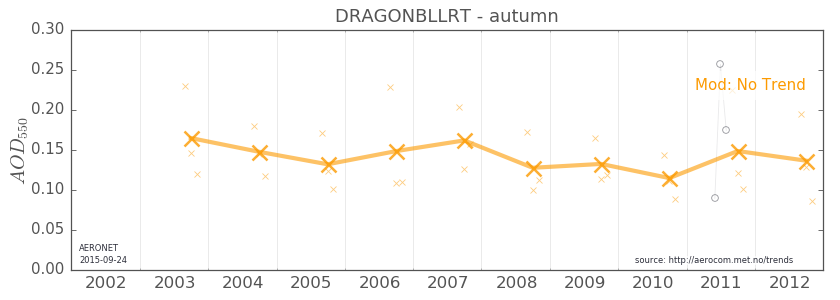 DRAGONBLLRT - autumn
0.30
0.25
0.20
0.15
0.10
0.05
0.00
AOD550
Mod: No Trend
AERONET
2015-09-24
source: http://aerocom.met.no/trends
2002 2003 2004 2005 2006 2007 2008 2009 2010 2011 2012